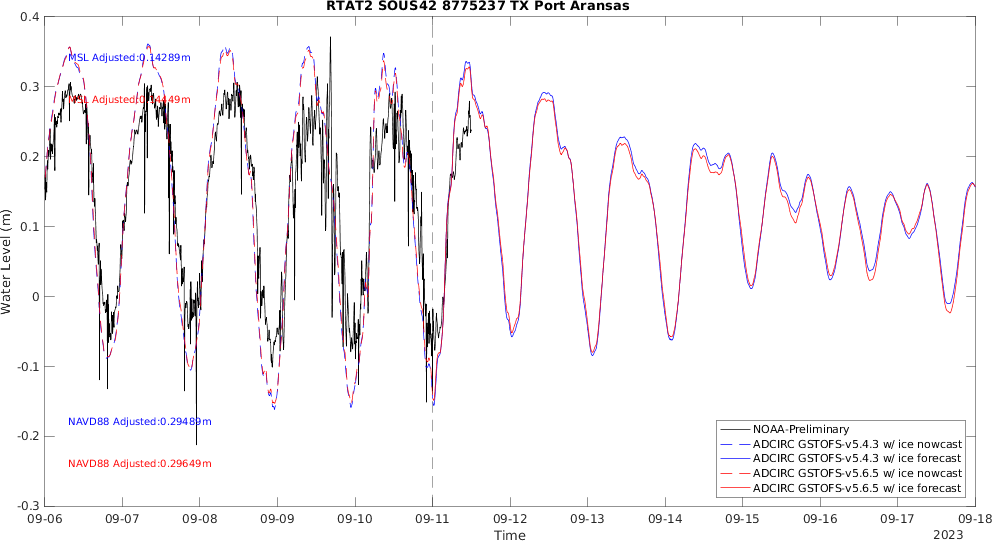 RTAT2 SOUS42 8775237 TX Port Aransas
0.4
0.3
0.2
0.1
0
-0.1
-0.2
-0.3
Water Level (m)
MSL Adjusted:0.14289m
MSL Adjusted:0.14449m
NAVD88 Adjusted:0.29489m
NAVD88 Adjusted:0.29649m
NOAA-Preliminary
ADCIRC GSTOFS-v5.4.3 w/ ice nowcast
ADCIRC GSTOFS-v5.4.3 w/ ice forecast
ADCIRC GSTOFS-v5.6.5 w/ ice nowcast
ADCIRC GSTOFS-v5.6.5 w/ ice forecast
09-06 09-07 09-08 09-09 09-10 09-11 09-12 09-13 09-14 09-15 09-16 09-17 09-18
Time
2023